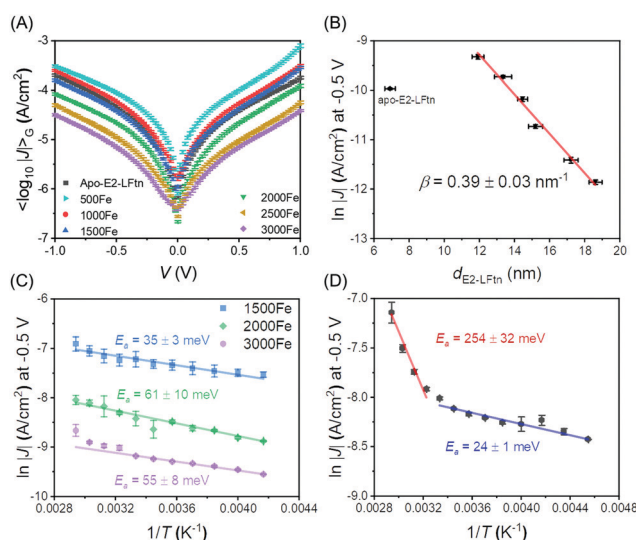 (A)
-3
-4
-5
-6
-7
<log10 |J|>G (A/cm²)
Apo-E2-LFtn
500Fe
1000Fe
1500Fe
2000Fe
2500Fe
3000Fe
-1.0 -0.5 0.0 0.5 1.0
V (V)
(B)
-9
-10
-11
-12
-13
ln |J| (A/cm²) at -0.5 V
apo-E2-LFtn
β = 0.39 ± 0.03 nm⁻¹
6 8 10 12 14 16 18 20
dE2-LFtn (nm)
(C)
-6
-7
-8
-9
-10
ln |J| (A/cm²) at -0.5 V
1500Fe
2000Fe
3000Fe
Ea = 35 ± 3 meV
Ea = 61 ± 10 meV
Ea = 55 ± 8 meV
0.0028 0.0032 0.0036 0.0040 0.0044
1/T (K⁻¹)
(D)
-7.0
-7.5
-8.0
-8.5
-9.0
ln |J| (A/cm²) at -0.5 V
Ea = 254 ± 32 meV
Ea = 24 ± 1 meV
0.0028 0.0032 0.0036 0.0040 0.0044 0.0048
1/T (K⁻¹)